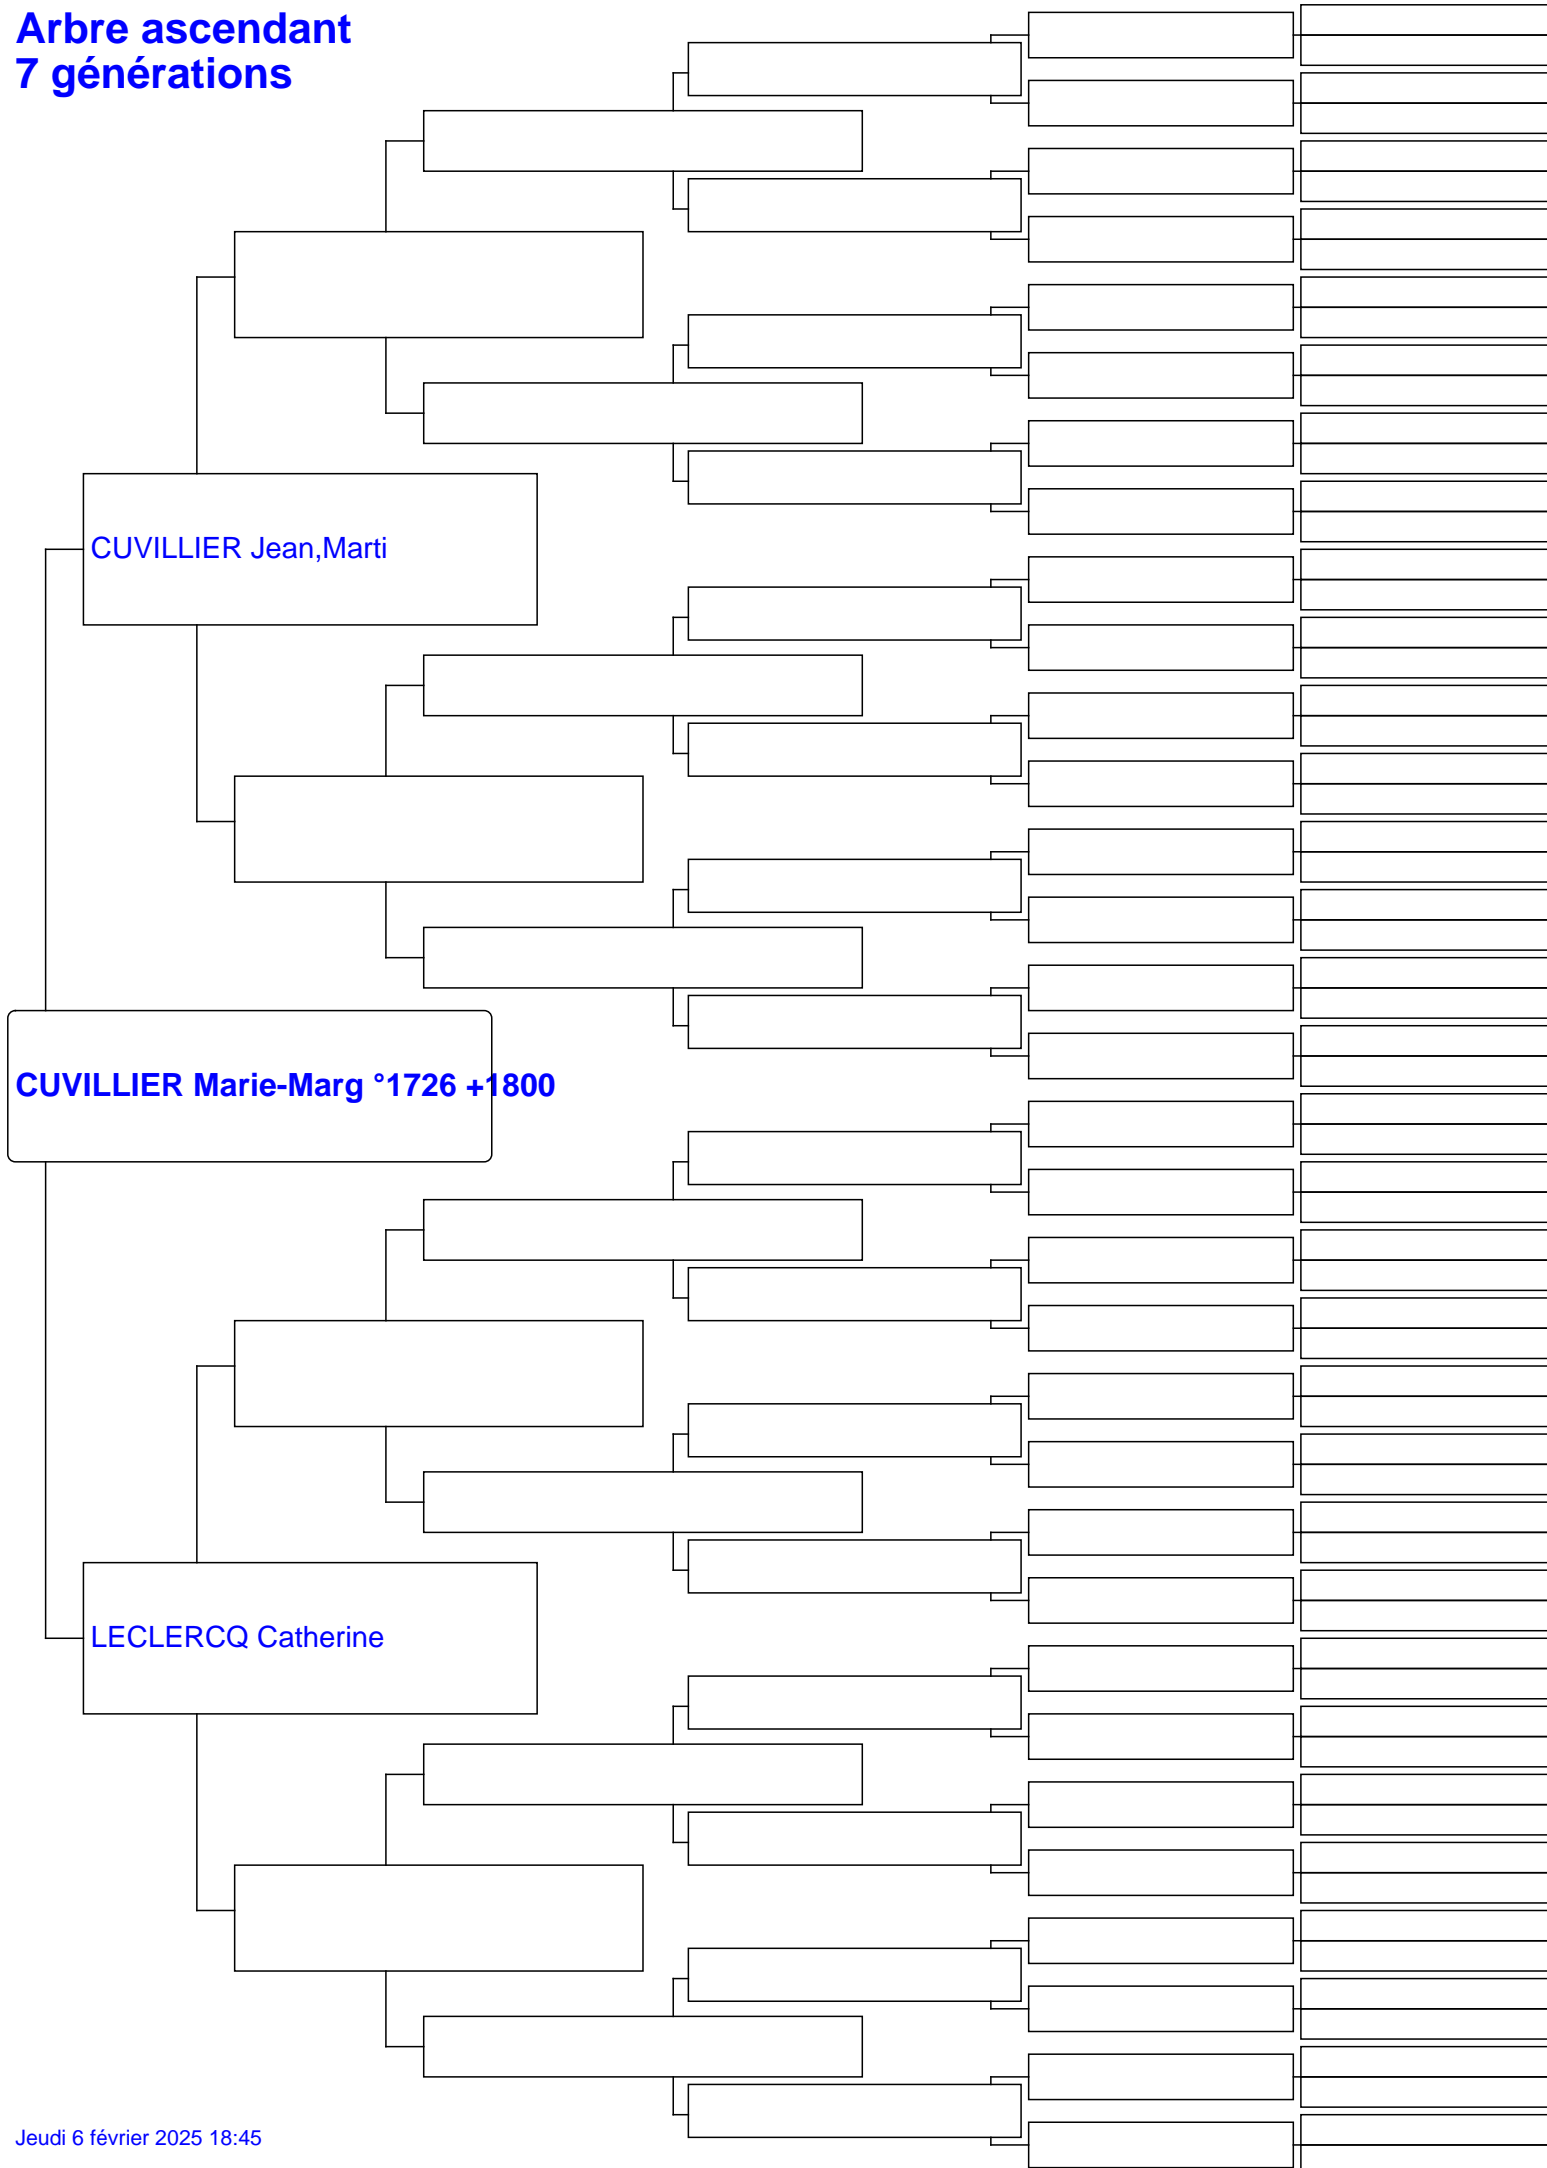 Arbre ascendant
7 générations
CUVILLIER Jean,Marti
CUVILLIER Marie-Marg °1726 +1800
LECLERCQ Catherine
Jeudi 6 février 2025 18:45